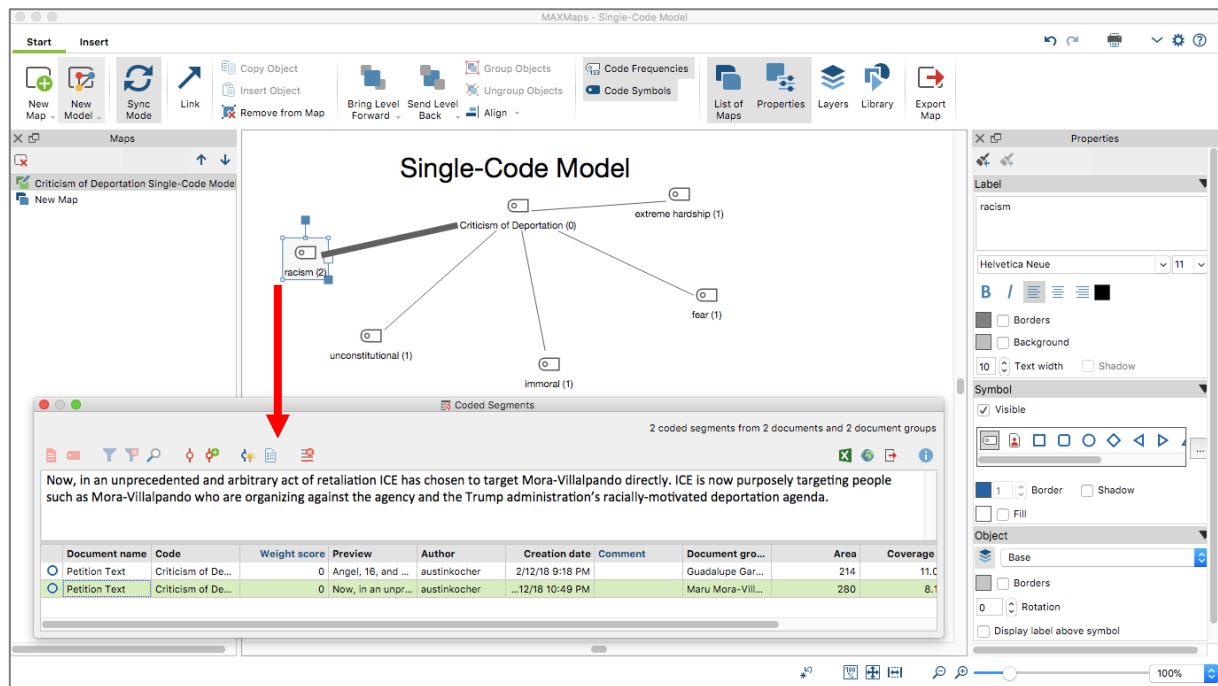 MAXMaps - Single-Code Model
Start Insert
New Map
New Model
Sync Mode
Link
Copy Object
Insert Object
Remove from Map
Bring Level Forward
Send Level Back
Group Objects
Ungroup Objects
Align
Code Frequencies
Code Symbols
List of Maps
Properties
Layers
Library
Export Map
Maps
Criticism of Deportation Single-Code Mode
New Map
Single-Code Model
extreme hardship (1)
Criticism of Deportation (0)
racism (2)
fear (1)
unconstitutional (1)
immoral (1)
Properties
Label
racism
Helvetica Neue 11
B I
Borders
Background
10 Text width Shadow
Symbol
Visible
...
1 Border Shadow
Fill
Object
Base
Borders
0 Rotation
Display label above symbol
Coded Segments
2 coded segments from 2 documents and 2 document groups
Now, in an unprecedented and arbitrary act of retaliation ICE has chosen to target Mora-Villalpando directly. ICE is now purposely targeting people
such as Mora-Villalpando who are organizing against the agency and the Trump administration's racially-motivated deportation agenda.
Document name Code Weight score Preview Author Creation date Comment Document gro... Area Coverage
Petition Text Criticism of De... 0 Angel, 16, and ... austinkocher 2/12/18 9:18 PM Guadalupe Gar... 214 11.0
Petition Text Criticism of De... 0 Now, in an unpr... austinkocher ...12/18 10:49 PM Maru Mora-Vill... 280 8.1
100%